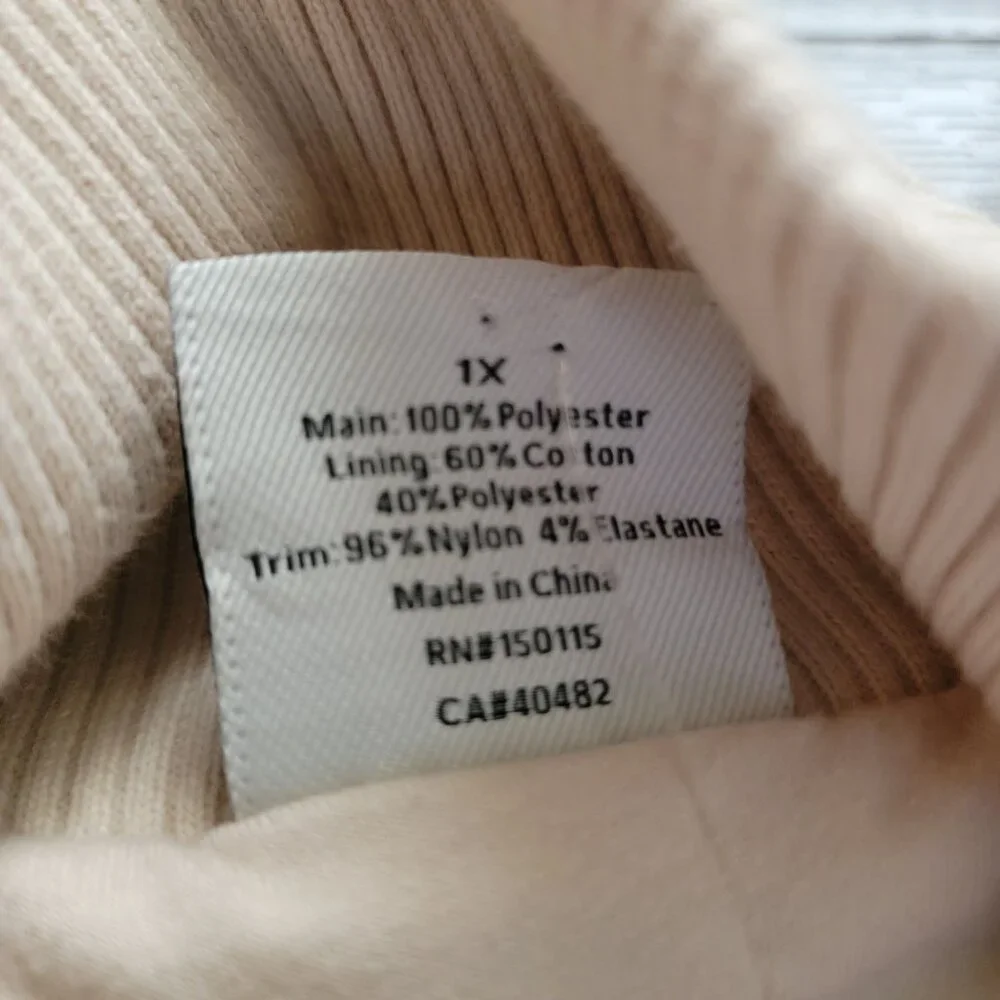 1X
Main:100%Polyester
Lining:60%Cotton
40%Polyester
Trim:96%Nylon 4%Elastane
Made in China
RN#150115
CA#40482